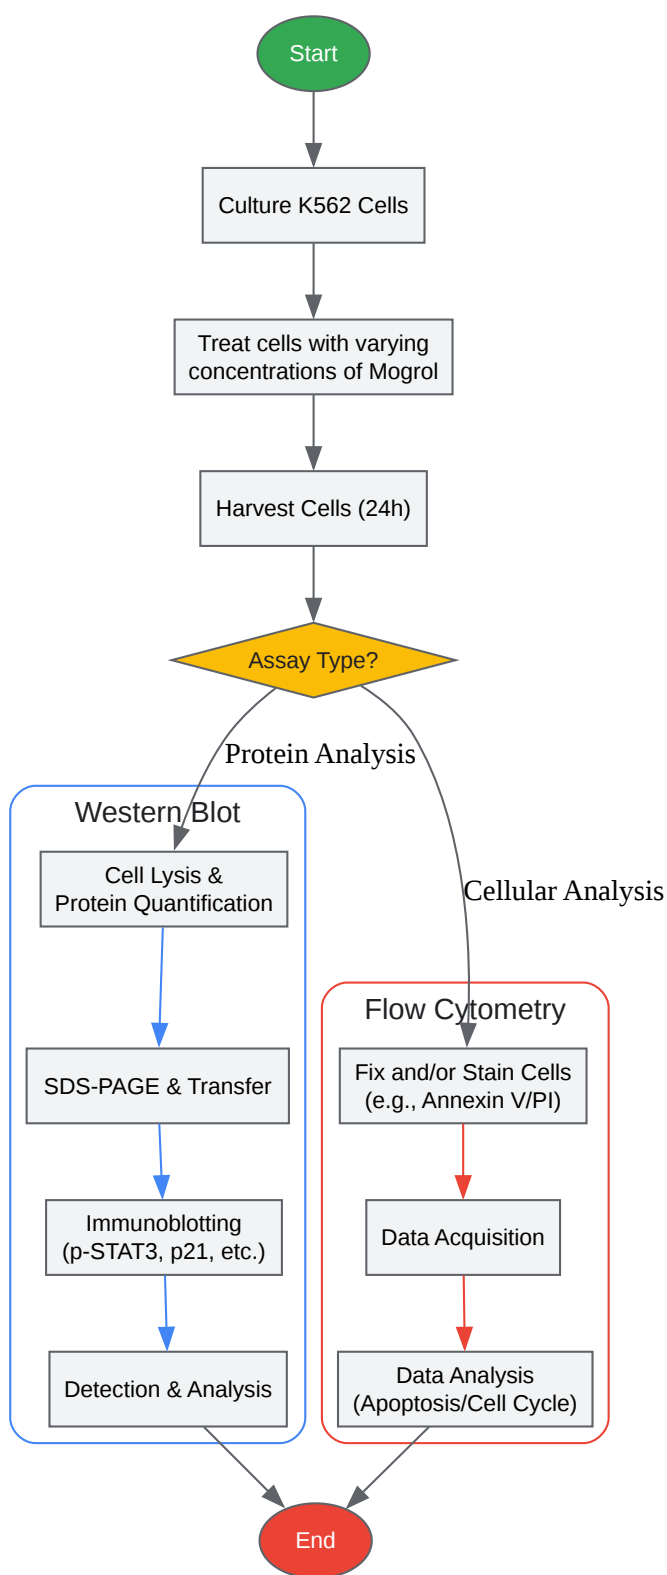 Start
Culture K562 Cells
Treat cells with varying
concentrations of Mogrol
Harvest Cells (24h)
Assay Type?
Protein Analysis
Western Blot
Cell Lysis &
Protein Quantification
SDS-PAGE & Transfer
Immunoblotting
(p-STAT3, p21, etc.)
Detection & Analysis
Cellular Analysis
Flow Cytometry
Fix and/or Stain Cells
(e.g., Annexin V/PI)
Data Acquisition
Data Analysis
(Apoptosis/Cell Cycle)
End